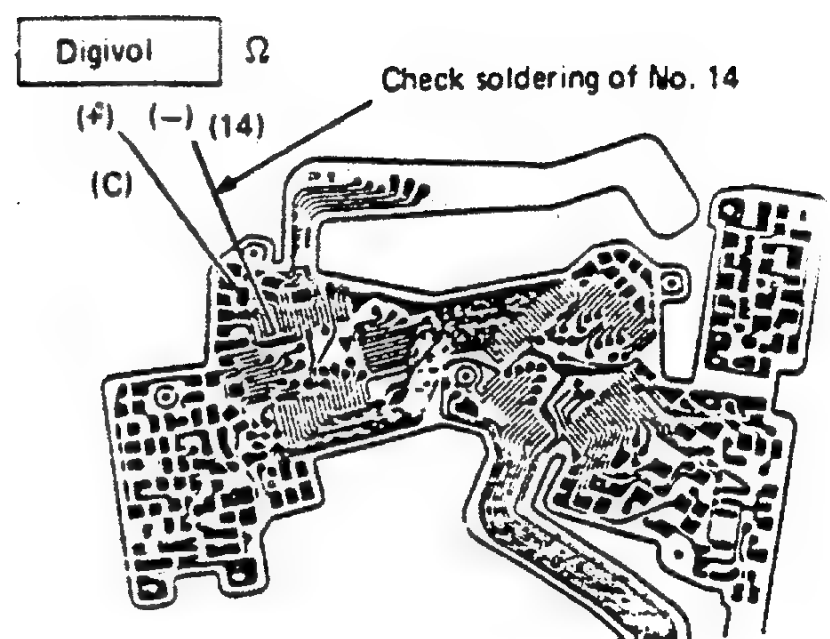 Digivol Ω
Check soldering of No. 14
(+) (−) (14)
(C)